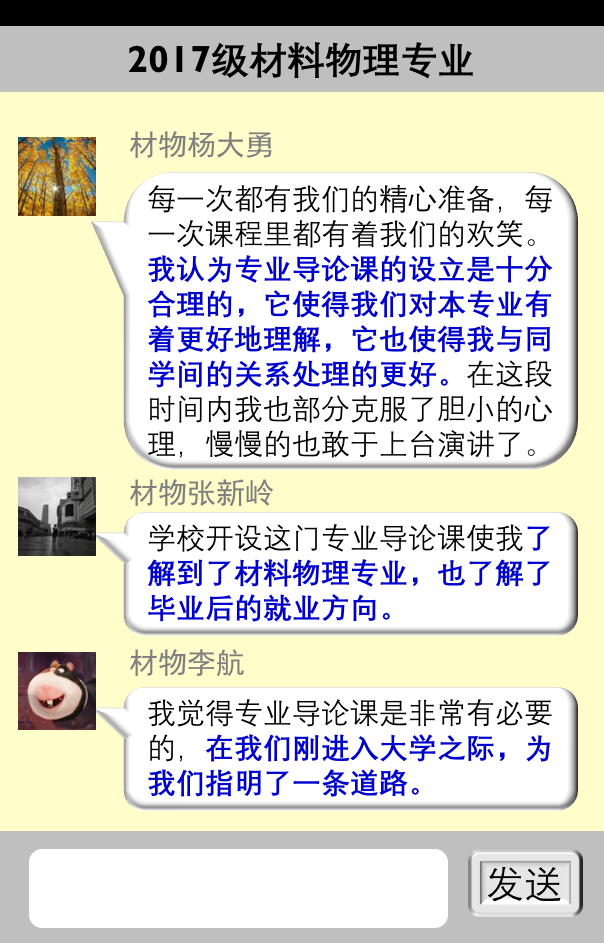 2017级材料物理专业
材物杨大勇
每一次都有我们的精心准备，每
一次课程里都有着我们的欢笑。
我认为专业导论课的设立是十分
合理的，它使得我们对本专业有
着更好地理解，它也使得我与同
学间的关系处理的更好。在这段
时间内我也部分克服了胆小的心
理，慢慢的也敢于上台演讲了。
材物张新岭
学校开设这门专业导论课使我了
解到了材料物理专业，也了解了
毕业后的就业方向。
材物李航
我觉得专业导论课是非常有必要
的，在我们刚进入大学之际，为
我们指明了一条道路。
发送